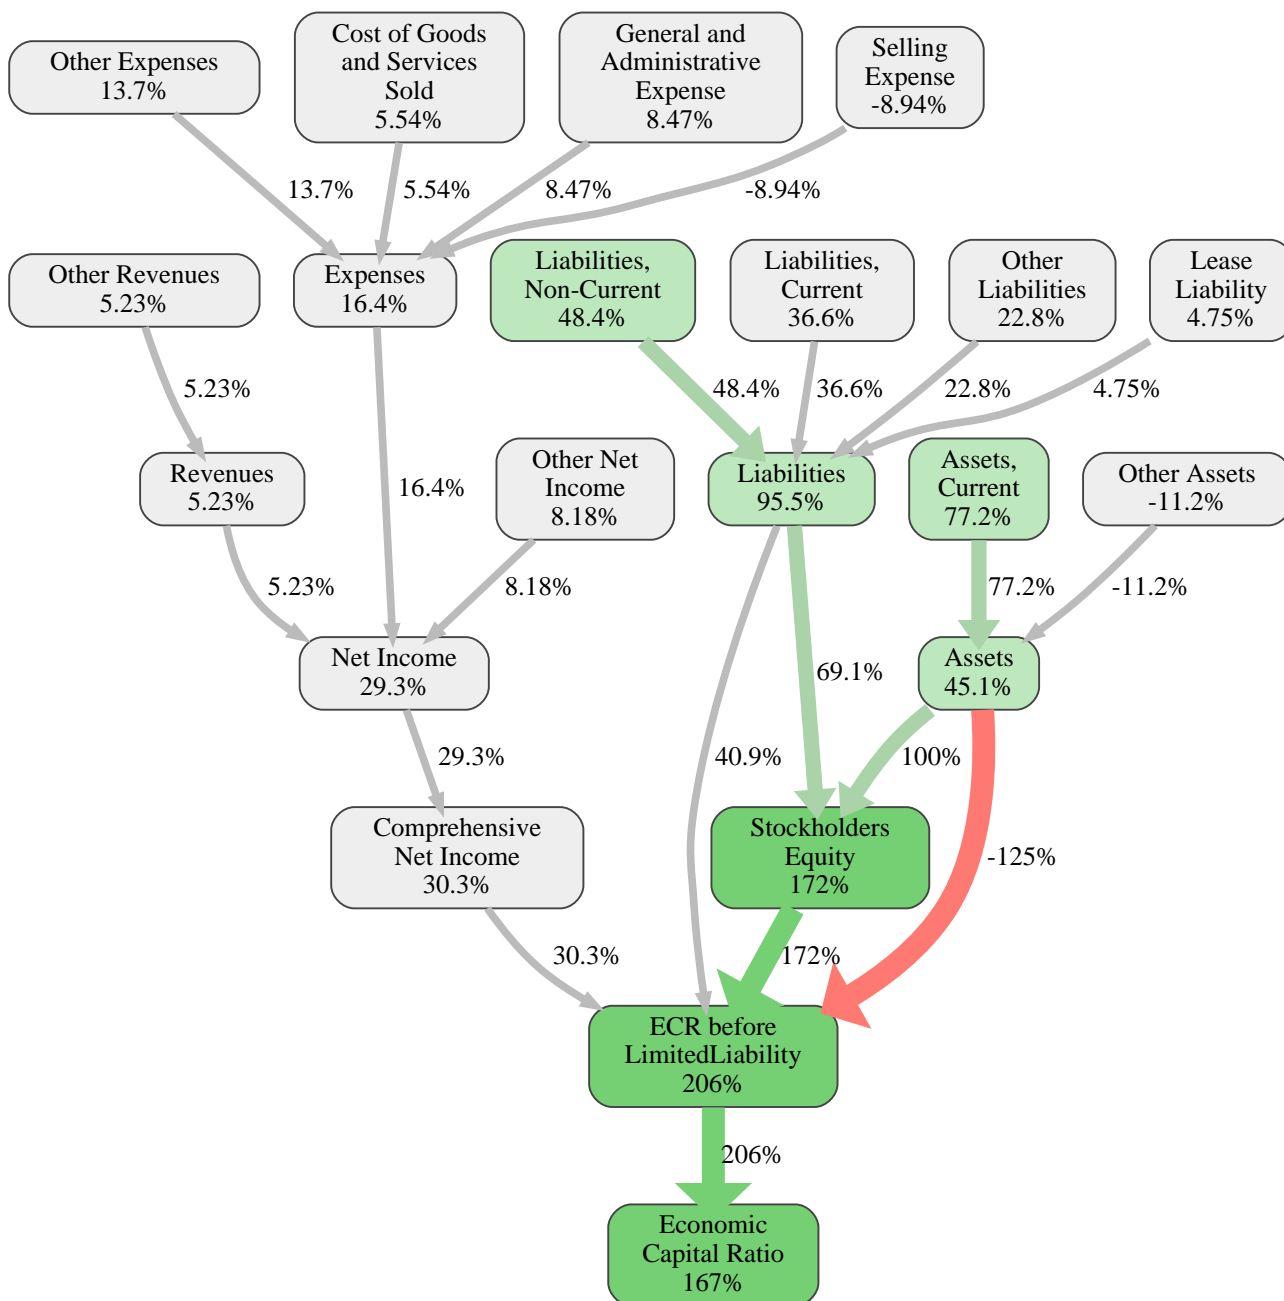 Other Expenses
13.7%
Cost of Goods
and Services
Sold
5.54%
General and
Administrative
Expense
8.47%
Selling
Expense
-8.94%
13.7%
5.54%
8.47%
-8.94%
Other Revenues
5.23%
Expenses
16.4%
Liabilities,
Non-Current
48.4%
Liabilities,
Current
36.6%
Other
Liabilities
22.8%
Lease
Liability
4.75%
5.23%
48.4%
36.6%
22.8%
4.75%
Revenues
5.23%
16.4%
Other Net
Income
8.18%
Liabilities
95.5%
Assets,
Current
77.2%
Other Assets
-11.2%
5.23%
8.18%
77.2%
-11.2%
Net Income
29.3%
69.1%
Assets
45.1%
29.3%
40.9%
100%
Comprehensive
Net Income
30.3%
Stockholders
Equity
172%
-125%
30.3%
172%
ECR before
LimitedLiability
206%
206%
Economic
Capital Ratio
167%